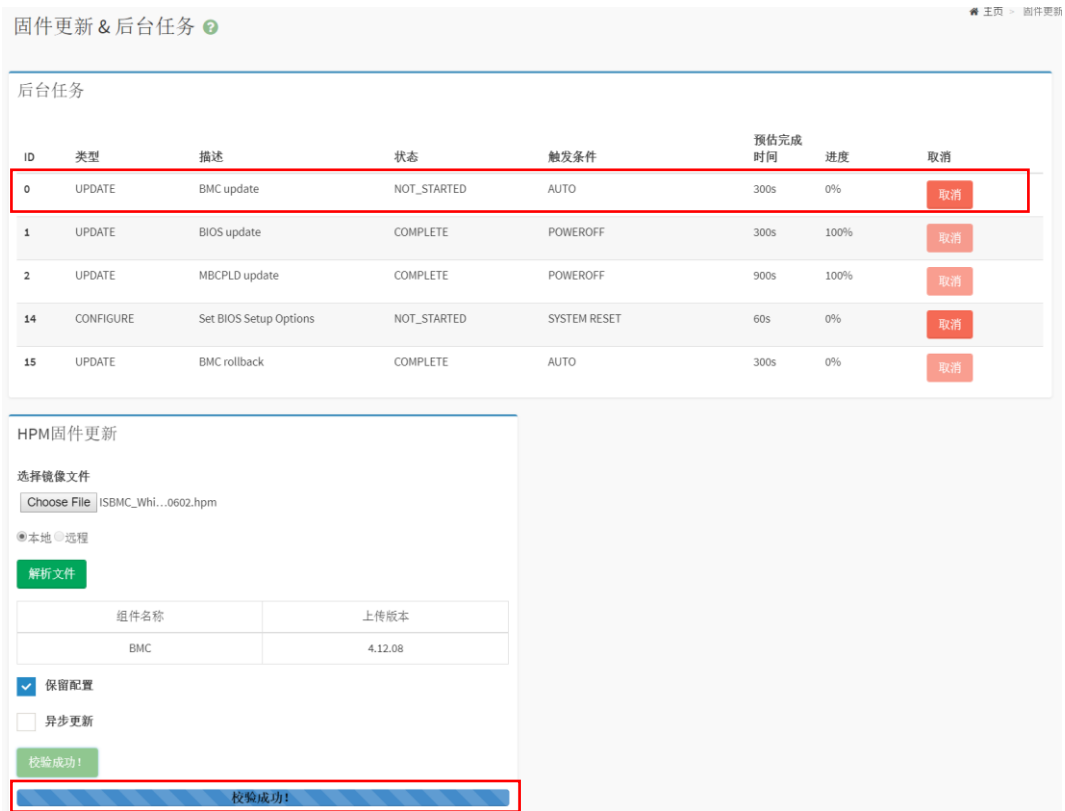 主页 > 固件更新
固件更新 & 后台任务
后台任务
ID 类型 描述 状态 触发条件 预估完成时间 进度 取消
0 UPDATE BMC update NOT_STARTED AUTO 300s 0% 取消
1 UPDATE BIOS update COMPLETE POWEROFF 300s 100% 取消
2 UPDATE MBCPLD update COMPLETE POWEROFF 900s 100% 取消
14 CONFIGURE Set BIOS Setup Options NOT_STARTED SYSTEM RESET 60s 0% 取消
15 UPDATE BMC rollback COMPLETE AUTO 300s 0% 取消
HPM固件更新
选择镜像文件
Choose File ISBMC_Whi...0602.hpm
本地 远程
解析文件
组件名称 上传版本
BMC 4.12.08
保留配置
异步更新
校验成功!
校验成功!